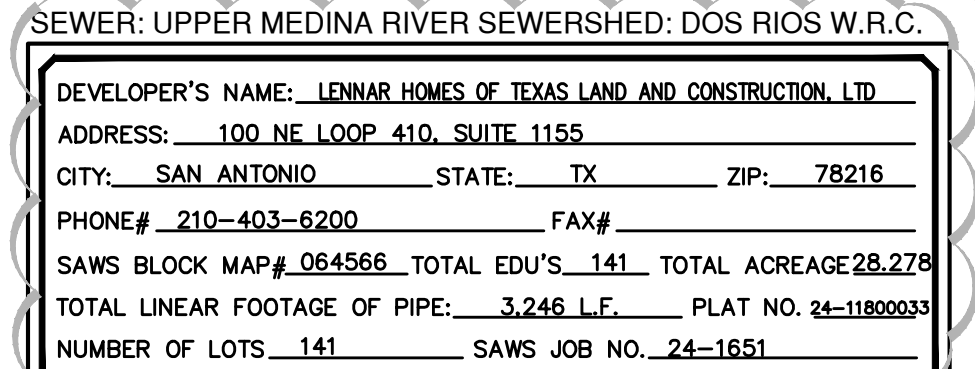 SEWER: UPPER MEDINA RIVER SEWERSHED: DOS RIOS W.R.C.
DEVELOPER'S NAME: LENNAR HOMES OF TEXAS LAND AND CONSTRUCTION, LTD
ADDRESS: 100 NE LOOP 410, SUITE 1155
CITY: SAN ANTONIO STATE: TX ZIP: 78216
PHONE# 210-403-6200 FAX#
SAWS BLOCK MAP# 064566 TOTAL EDU'S 141 TOTAL ACREAGE 28.278
TOTAL LINEAR FOOTAGE OF PIPE: 3,246 L.F. PLAT NO. 24-11800033
NUMBER OF LOTS 141 SAWS JOB NO. 24-1651